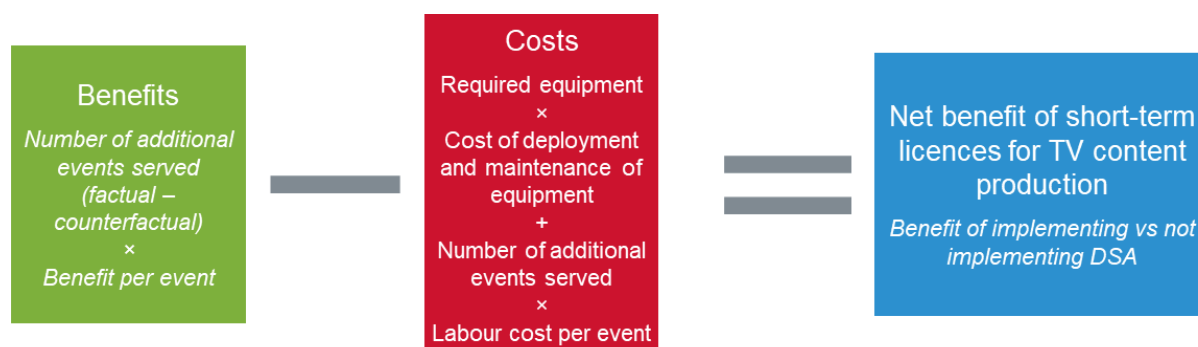 Benefits
Number of additional
events served
(factual –
counterfactual)
×
Benefit per event
Costs
Required equipment
×
Cost of deployment
and maintenance of
equipment
+
Number of additional
events served
×
Labour cost per event
Net benefit of short-term
licences for TV content
production
Benefit of implementing vs not
implementing DSA